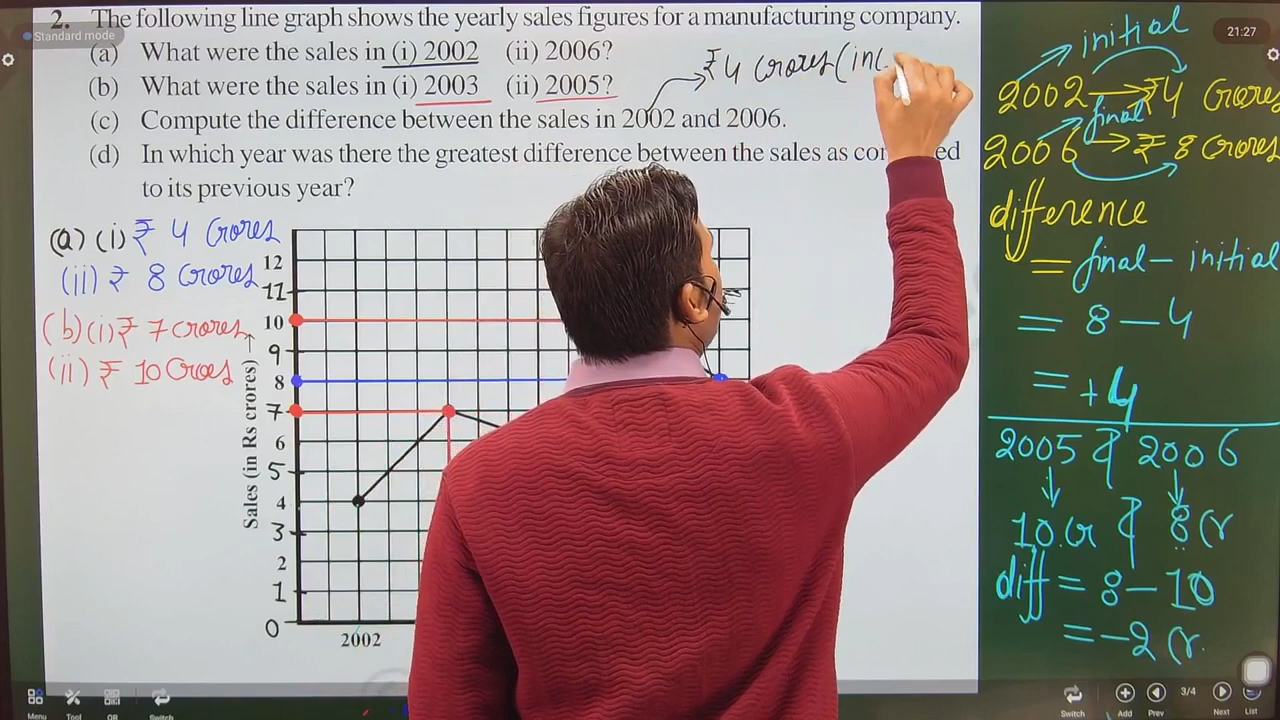 2. The following line graph shows the yearly sales figures for a manufacturing company.
Standard mode
21:27
(a) What were the sales in (i) 2002 (ii) 2006?
(b) What were the sales in (i) 2003 (ii) 2005?
(c) Compute the difference between the sales in 2002 and 2006.
(d) In which year was there the greatest difference between the sales as
to its previous year?
₹ 4 Crores (inc
(a) (i) ₹ 4 Crores
(ii) ₹ 8 Crores
(b) (i) ₹ 7 Crores
(ii) ₹ 10 Croes
Sales (in Rs crores)
12
11
10
9
8
7
6
5
4
3
2
1
0
2002
initial
2002 → ₹4 Crores
final
2006 → ₹ 8 Crores
difference
= final - initial
= 8 - 4
= +4
2005 & 2006
10.cr & 8 Cr
diff = 8 - 10
= -2 Cr.
Menu
Tool
QR
Switch
Switch
Add
Prev
3/4
Next
List